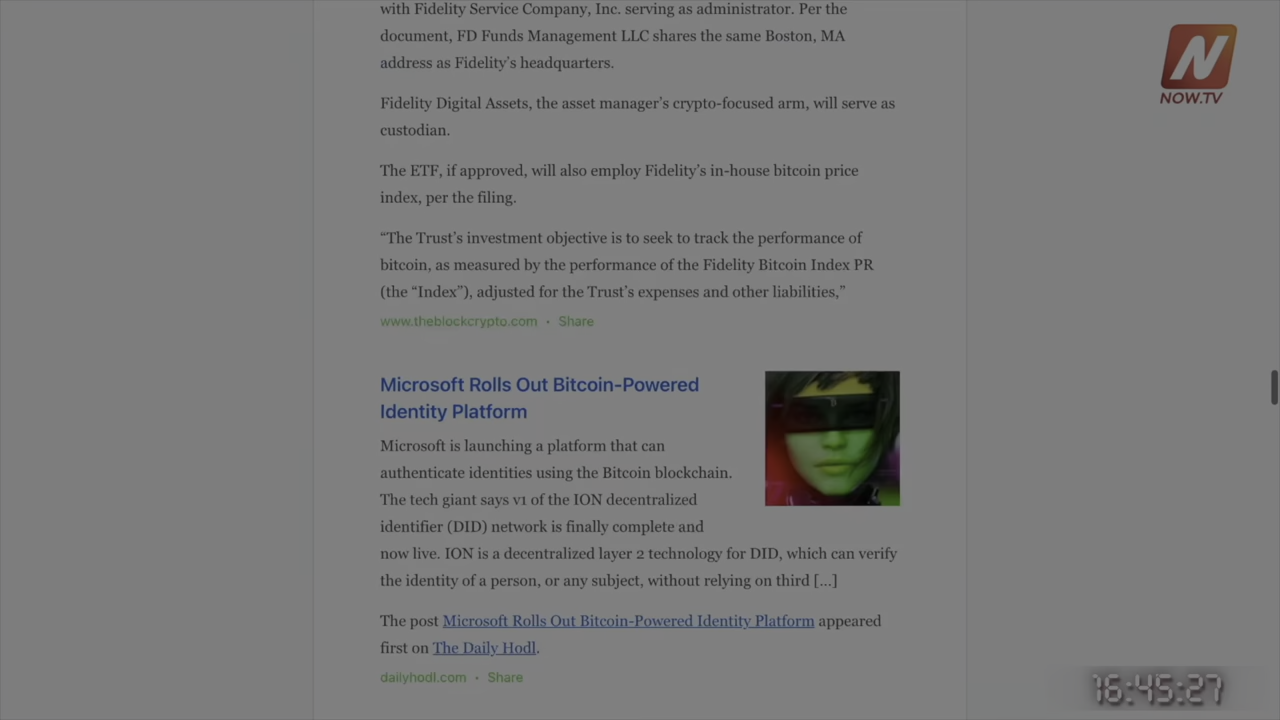 with Fidelity Service Company, Inc. serving as administrator. Per the
document, FD Funds Management LLC shares the same Boston, MA
address as Fidelity's headquarters.
Fidelity Digital Assets, the asset manager's crypto-focused arm, will serve as
custodian.
The ETF, if approved, will also employ Fidelity's in-house bitcoin price
index, per the filing.
“The Trust's investment objective is to seek to track the performance of
bitcoin, as measured by the performance of the Fidelity Bitcoin Index PR
(the “Index”), adjusted for the Trust's expenses and other liabilities,”
www.theblockcrypto.com • Share
Microsoft Rolls Out Bitcoin-Powered
Identity Platform
Microsoft is launching a platform that can
authenticate identities using the Bitcoin blockchain.
The tech giant says v1 of the ION decentralized
identifier (DID) network is finally complete and
now live. ION is a decentralized layer 2 technology for DID, which can verify
the identity of a person, or any subject, without relying on third [...]
The post Microsoft Rolls Out Bitcoin-Powered Identity Platform appeared
first on The Daily Hodl.
dailyhodl.com • Share
N
NOW.TV
16:45:27